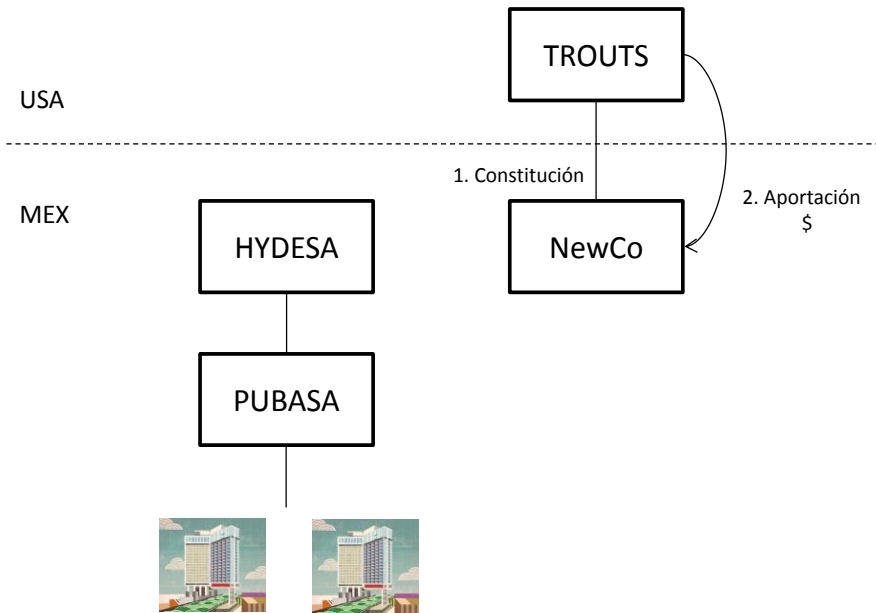 TROUTS
USA
1. Constitución
2. Aportación
$
MEX
HYDESA
NewCo
PUBASA